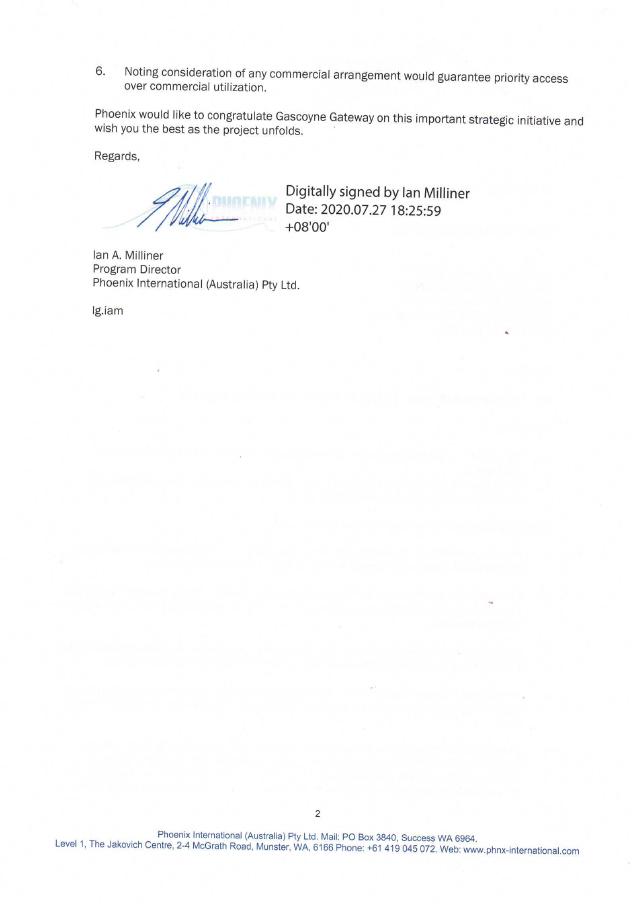 6. Noting consideration of any commercial arrangement would guarantee priority access
over commercial utilization.
Phoenix would like to congratulate Gascoyne Gateway on this important strategic initiative and
wish you the best as the project unfolds.
Regards,
PHOENIX
Digitally signed by Ian Milliner
Date: 2020.07.27 18:25:59
+08'00'
Ian A. Milliner
Program Director
Phoenix International (Australia) Pty Ltd.
lg.iam
2
Phoenix International (Australia) Pty Ltd. Mail: PO Box 3840, Success WA 6964.
Level 1, The Jakovich Centre, 2-4 McGrath Road, Munster, WA, 6166 Phone: +61 419 045 072. Web: www.phnx-international.com